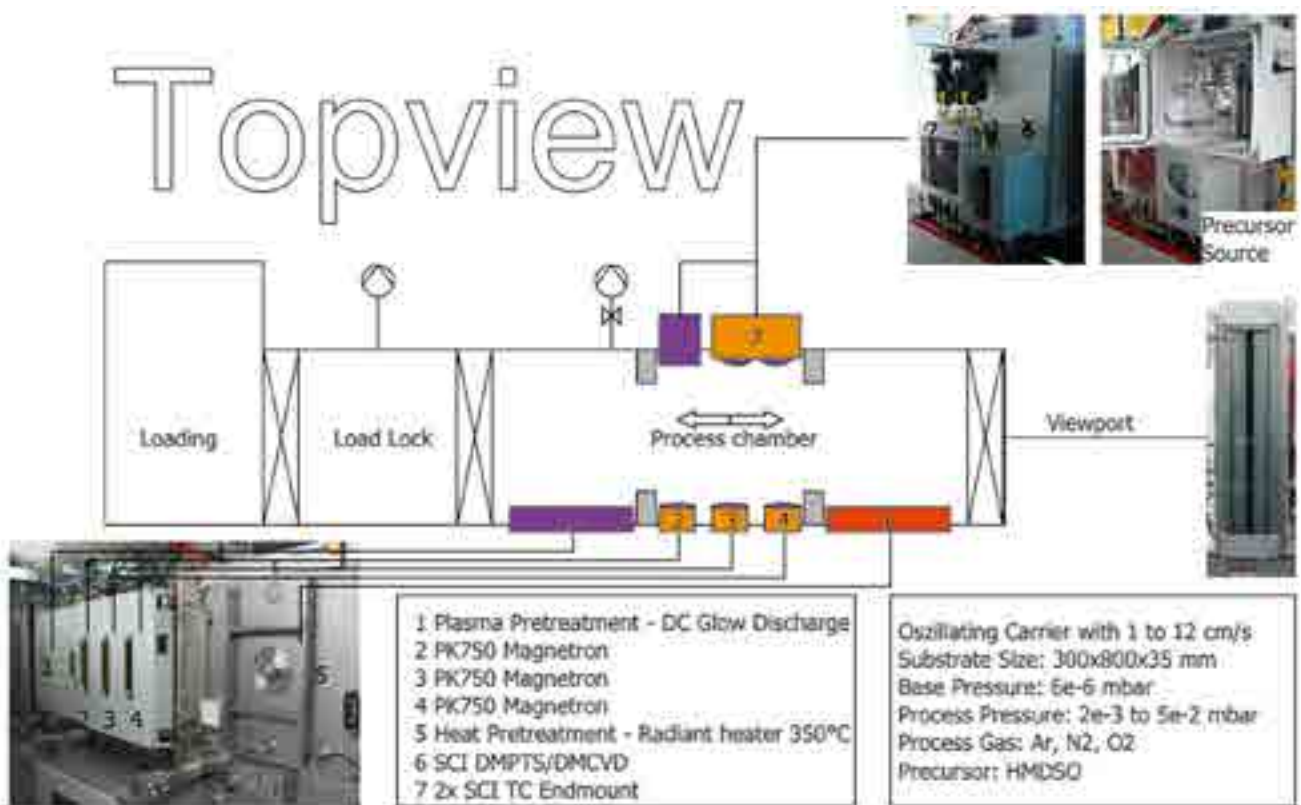 Topview
7
6
Precursor
Source
7
Loading
Load Lock
Process chamber
Viewport
2
3
4
5
2 3 4
1 Plasma Pretreatment - DC Glow Discharge
2 PK750 Magnetron
3 PK750 Magnetron
4 PK750 Magnetron
5 Heat Pretreatment - Radiant heater 350°C
6 SCI DMPTS/DMCVD
7 2x SCI TC Endmount
Oszillating Carrier with 1 to 12 cm/s
Substrate Size: 300x800x35 mm
Base Pressure: 6e-6 mbar
Process Pressure: 2e-3 to 5e-2 mbar
Process Gas: Ar, N2, O2
Precursor: HMDSO